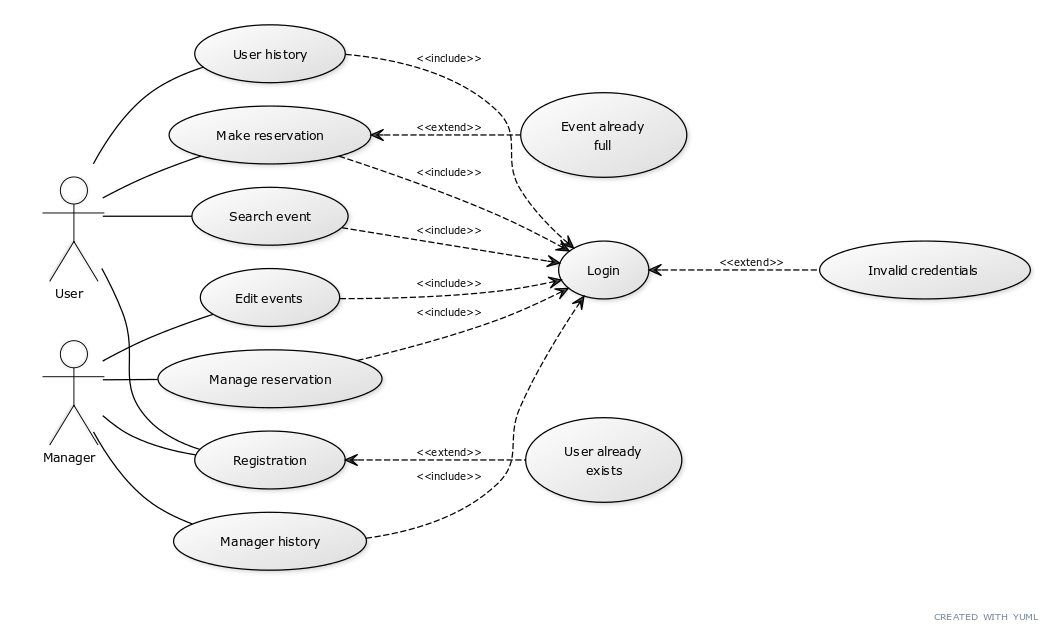 User history
<<include>>
Make reservation
<<extend>>
Event already
full
<<include>>
Search event
<<include>>
Login
<<extend>>
Invalid credentials
User
Edit events
<<include>>
<<include>>
Manage reservation
Manager
Registration
<<extend>>
User already
exists
<<include>>
Manager history
CREATED WITH YUML